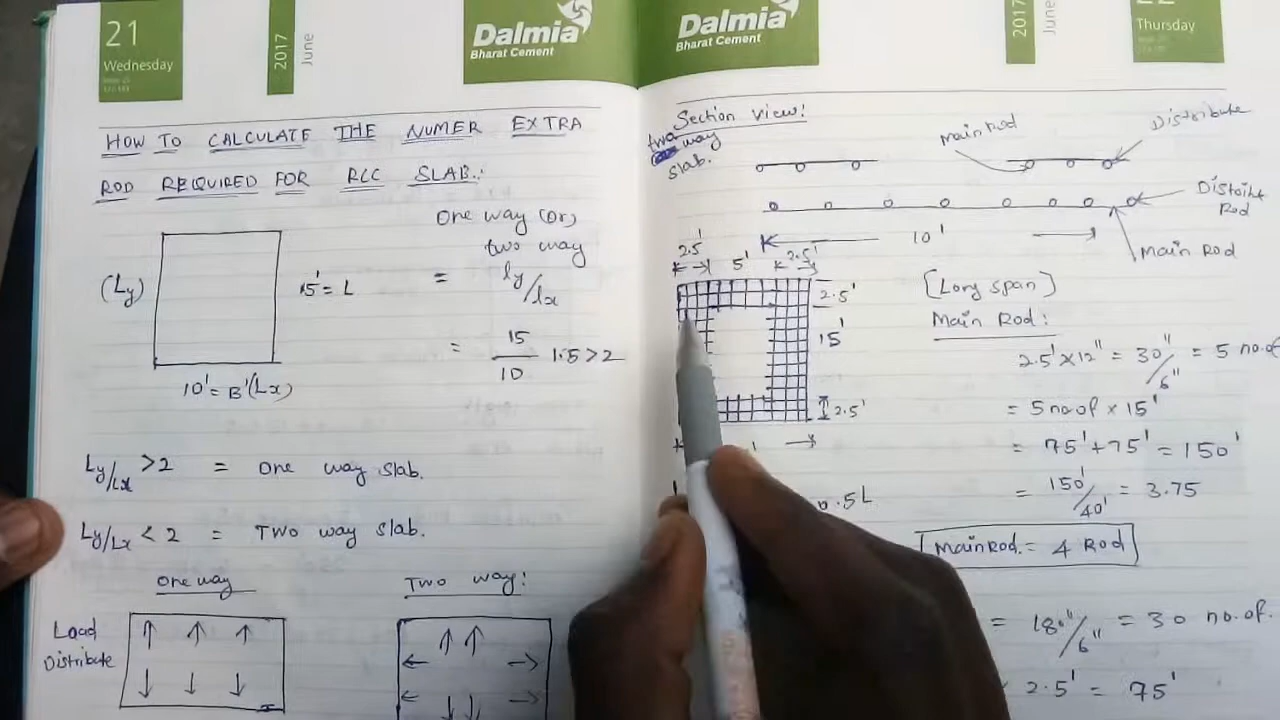 21
Wednesday
2017
June
Dalmia
Bharat Cement
HOW TO CALCULATE THE NUMER EXTRA
ROD REQUIRED FOR RCC SLAB.:
One way (or)
two way
(Ly)
15' = L
= ly/lx
= 15/10 1.5>2
10' = B'(Lx)
Ly/Lx >2 = one way slab.
Ly/Lx < 2 = Two way slab.
one way
Two way:
Load
Distribute
Dalmia
Bharat Cement
2017
June
Thursday
Section view:
two way
slab.
Main Rod
Distribute
Rod
Main Rod
10'
2.5'
5'
2.5'
2.5'
15'
2.5'
0.5L
[Long span]
Main Rod:
2.5' x 12" = 30"/6" = 5 no.of
= 5 no of x 15'
= 75' + 75' = 150'
= 150'/40' = 3.75
Main Rod. = 4 Rod
= 180"/6" = 30 no.of.
2.5' = 75'